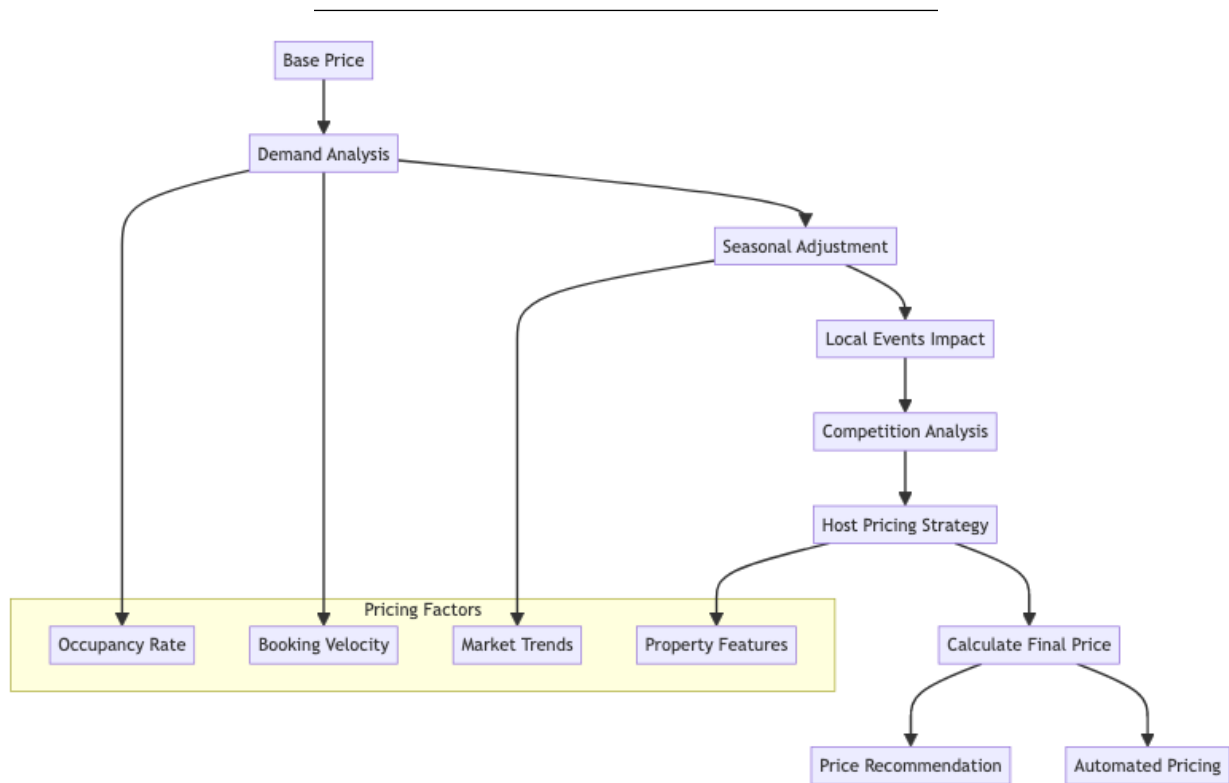 Base Price
Demand Analysis
Seasonal Adjustment
Local Events Impact
Competition Analysis
Host Pricing Strategy
Pricing Factors
Occupancy Rate
Booking Velocity
Market Trends
Property Features
Calculate Final Price
Price Recommendation
Automated Pricing